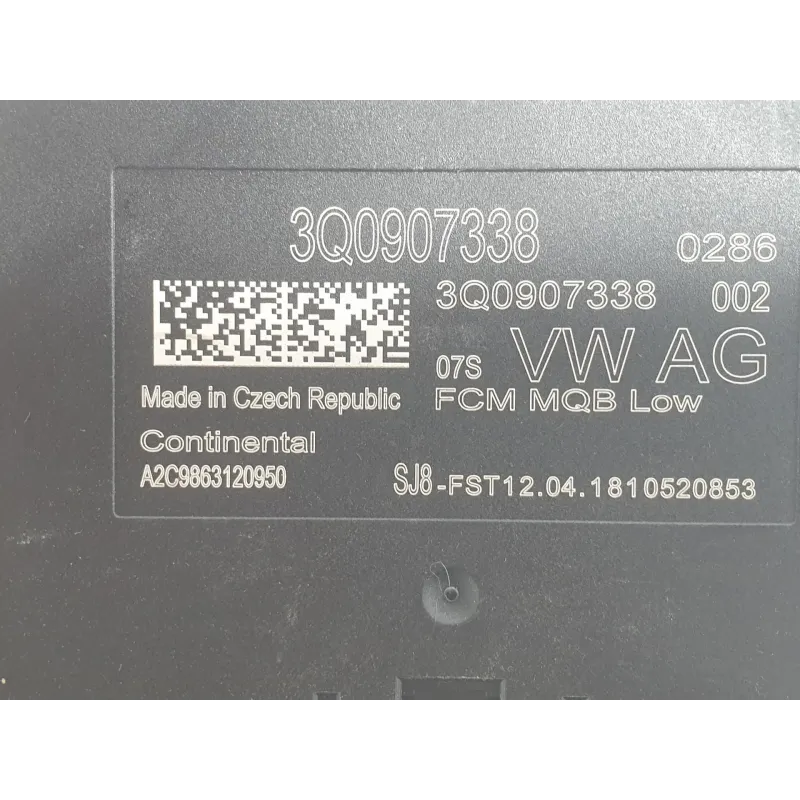 3Q0907338 0286
3Q0907338 002
07S VW AG
Made in Czech Republic FCM MQB Low
Continental
A2C9863120950 SJ8-FST12.04.1810520853